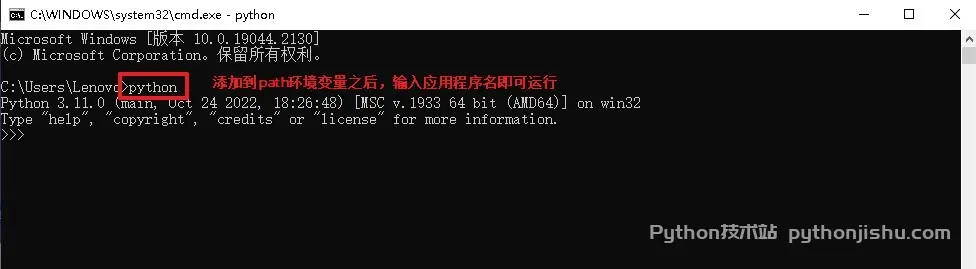 C:\WINDOWS\system32\cmd.exe - python
Microsoft Windows [版本 10.0.19044.2130]
(c) Microsoft Corporation。保留所有权利。
C:\Users\Lenovo>python 添加到path环境变量之后，输入应用程序名即可运行
Python 3.11.0 (main, Oct 24 2022, 18:26:48) [MSC v.1933 64 bit (AMD64)] on win32
Type "help", "copyright", "credits" or "license" for more information.
>>>
Python技术站 pythonjishu.com